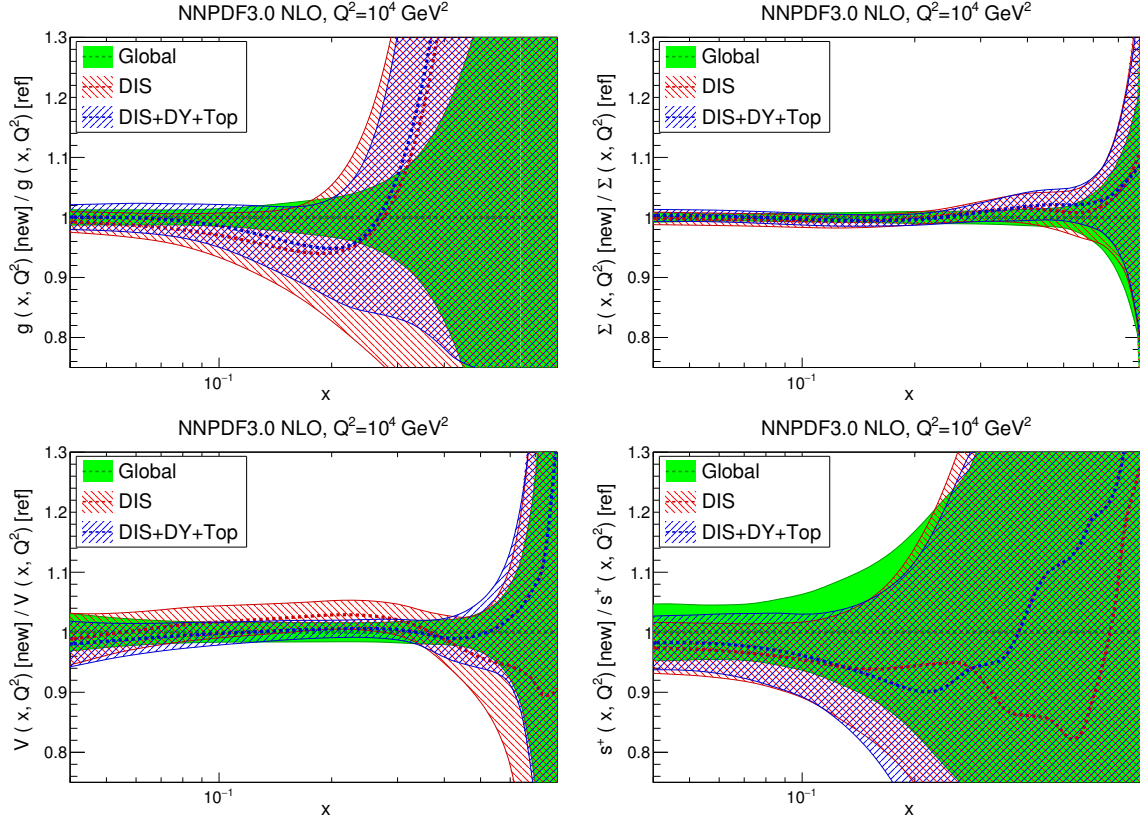 NNPDF3.0 NLO, Q²=10⁴ GeV²
g ( x, Q²) [new] / g ( x, Q²) [ref]
1.3
1.2
1.1
1
0.9
0.8
Global
DIS
DIS+DY+Top
10⁻¹
x
NNPDF3.0 NLO, Q²=10⁴ GeV²
Σ ( x, Q²) [new] / Σ ( x, Q²) [ref]
1.3
1.2
1.1
1
0.9
0.8
Global
DIS
DIS+DY+Top
10⁻¹
x
NNPDF3.0 NLO, Q²=10⁴ GeV²
V ( x, Q²) [new] / V ( x, Q²) [ref]
1.3
1.2
1.1
1
0.9
0.8
Global
DIS
DIS+DY+Top
10⁻¹
x
NNPDF3.0 NLO, Q²=10⁴ GeV²
s⁺ ( x, Q²) [new] / s⁺ ( x, Q²) [ref]
1.3
1.2
1.1
1
0.9
0.8
Global
DIS
DIS+DY+Top
10⁻¹
x